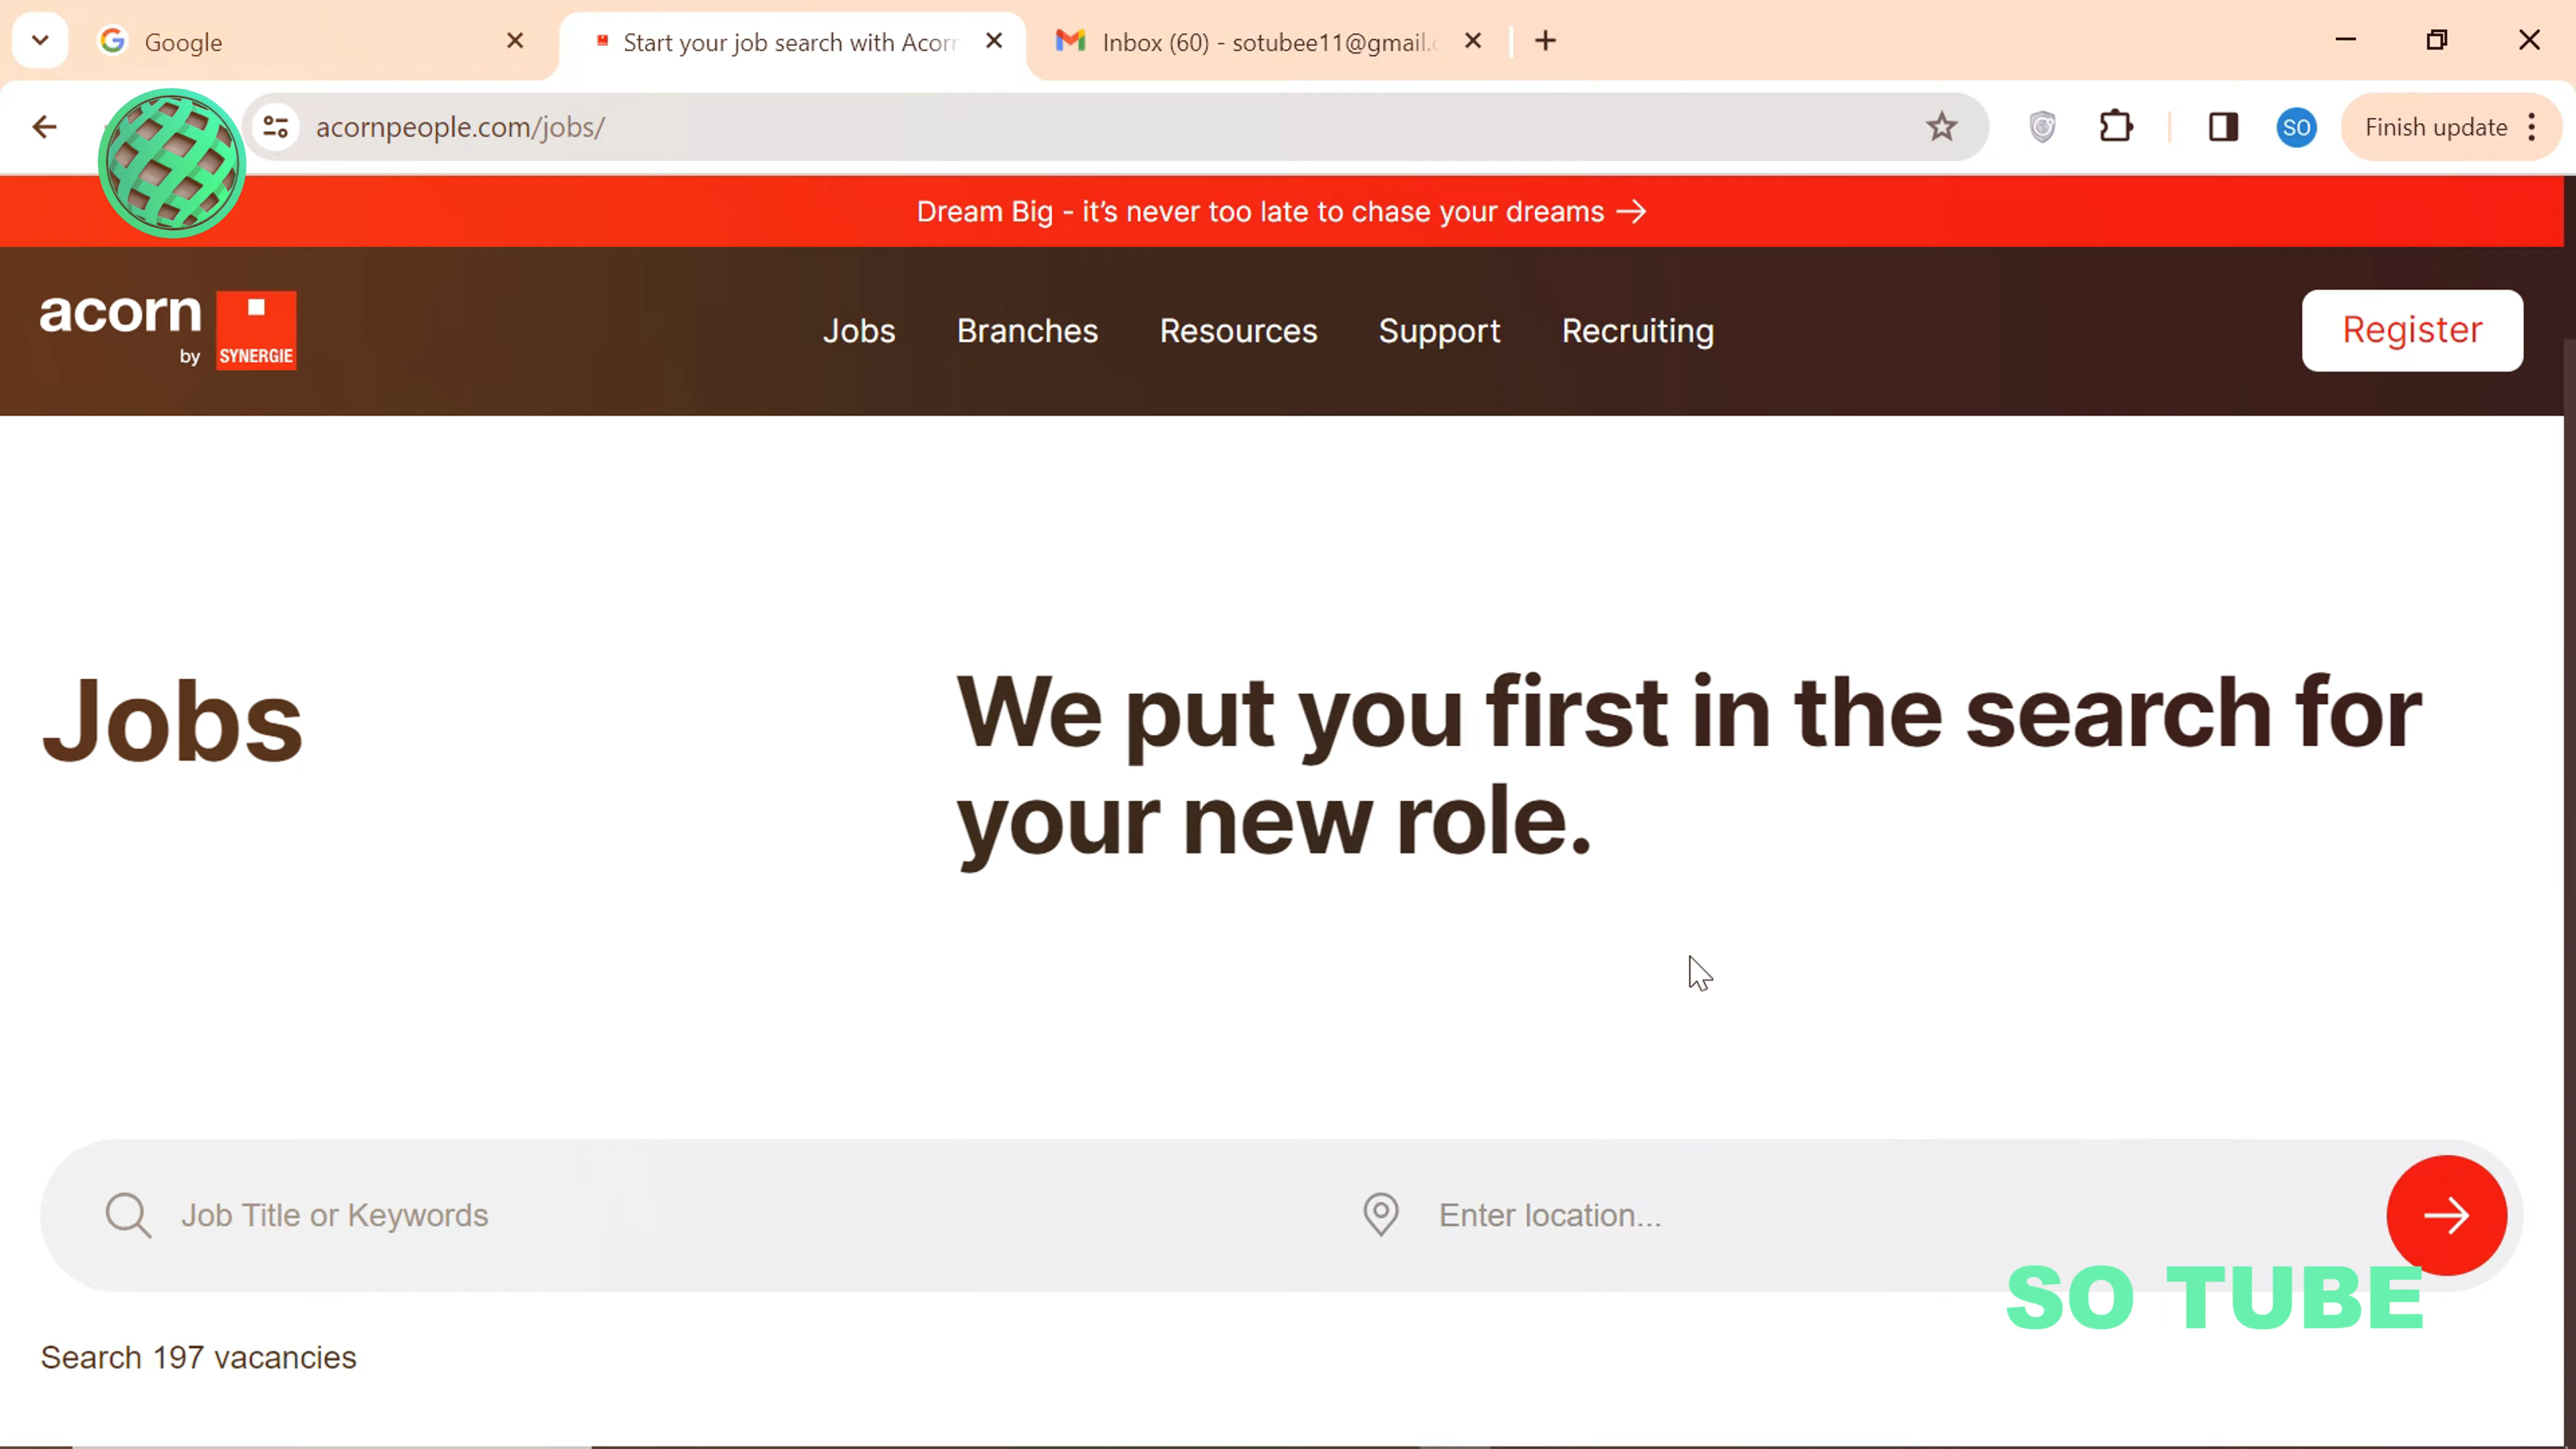 Google
Start your job search with Acorn
Inbox (60) - sotubee11@gmail.
acornpeople.com/jobs/
SO
Finish update
Dream Big - it's never too late to chase your dreams →
acorn
by SYNERGIE
Jobs
Branches
Resources
Support
Recruiting
Register
Jobs
We put you first in the search for
your new role.
Job Title or Keywords
Enter location...
SO TUBE
Search 197 vacancies